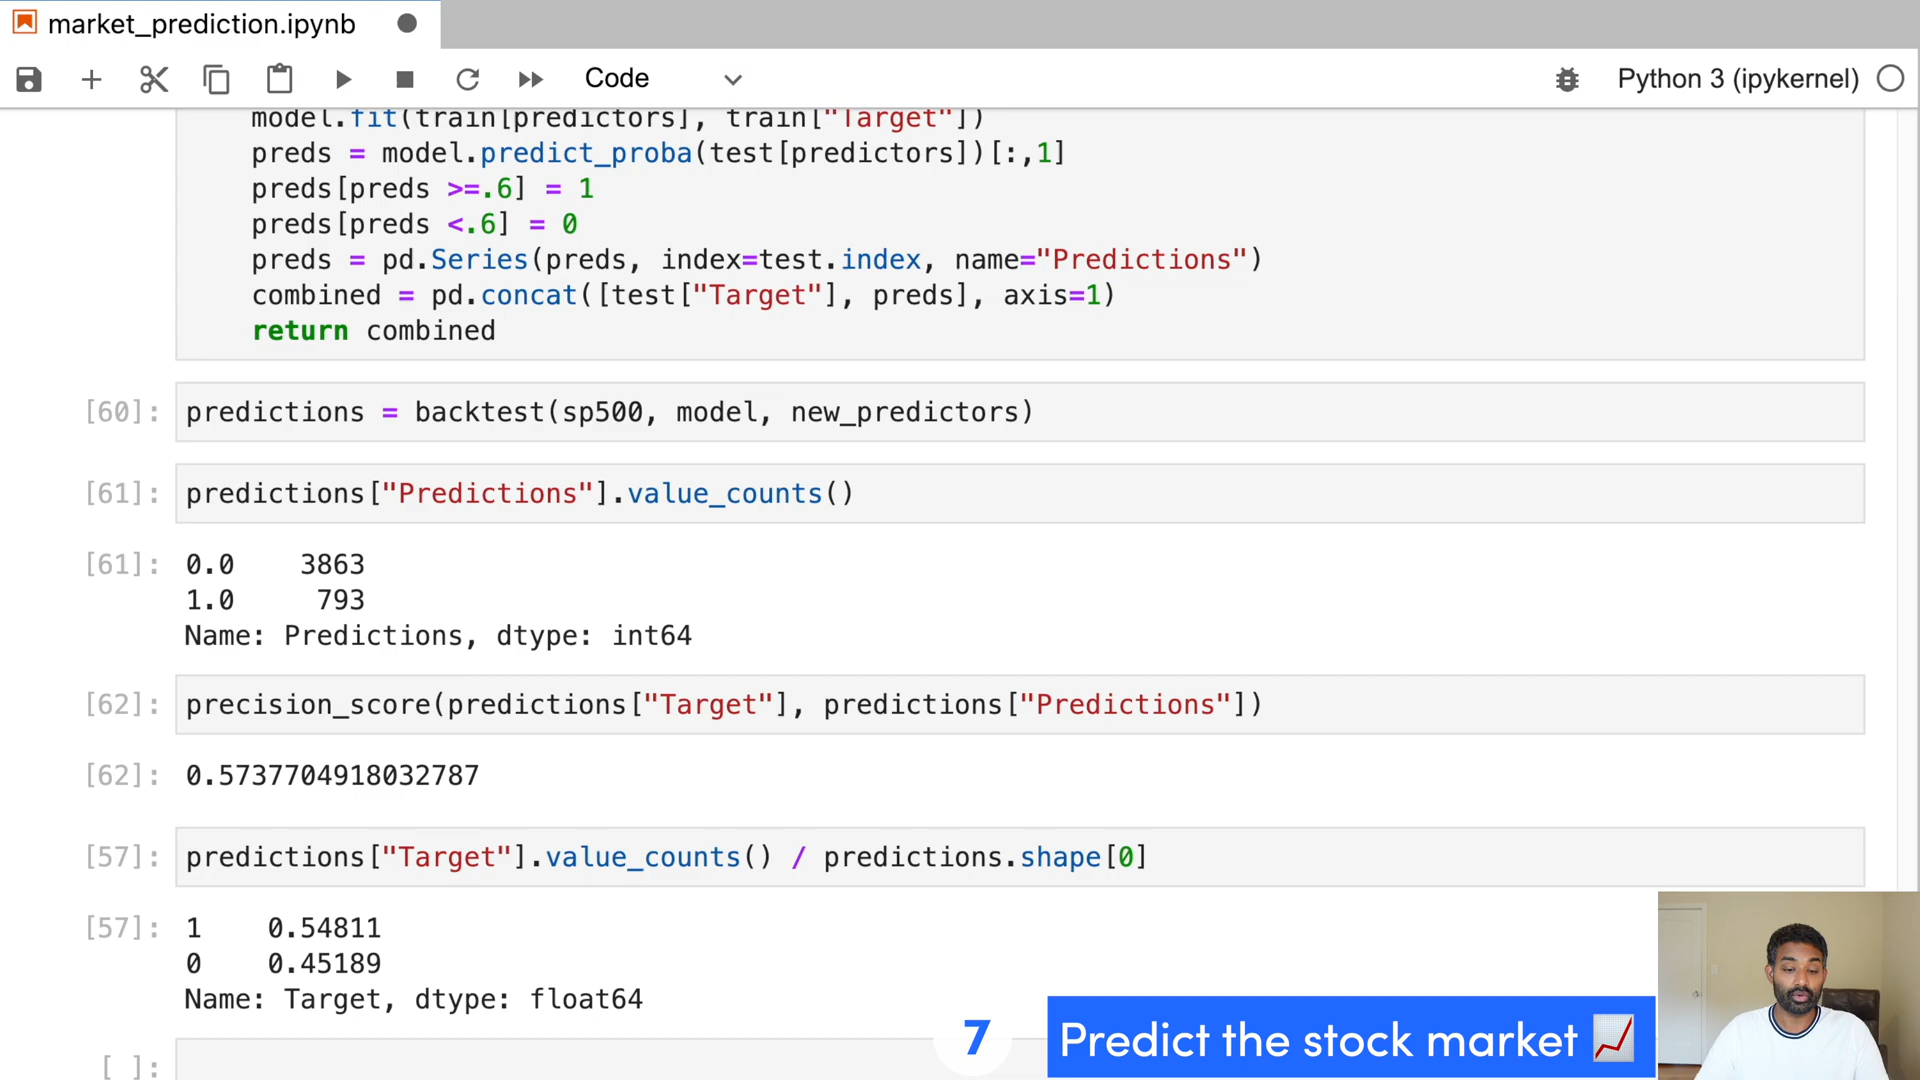 market_prediction.ipynb
Code
Python 3 (ipykernel)
model.fit(train[predictors], train["Target"])
preds = model.predict_proba(test[predictors])[:,1]
preds[preds >=.6] = 1
preds[preds <.6] = 0
preds = pd.Series(preds, index=test.index, name="Predictions")
combined = pd.concat([test["Target"], preds], axis=1)
return combined
[60]: predictions = backtest(sp500, model, new_predictors)
[61]: predictions["Predictions"].value_counts()
[61]: 0.0    3863
1.0     793
Name: Predictions, dtype: int64
[62]: precision_score(predictions["Target"], predictions["Predictions"])
[62]: 0.5737704918032787
[57]: predictions["Target"].value_counts() / predictions.shape[0]
[57]: 1    0.54811
0    0.45189
Name: Target, dtype: float64
7 Predict the stock market
[ ]: